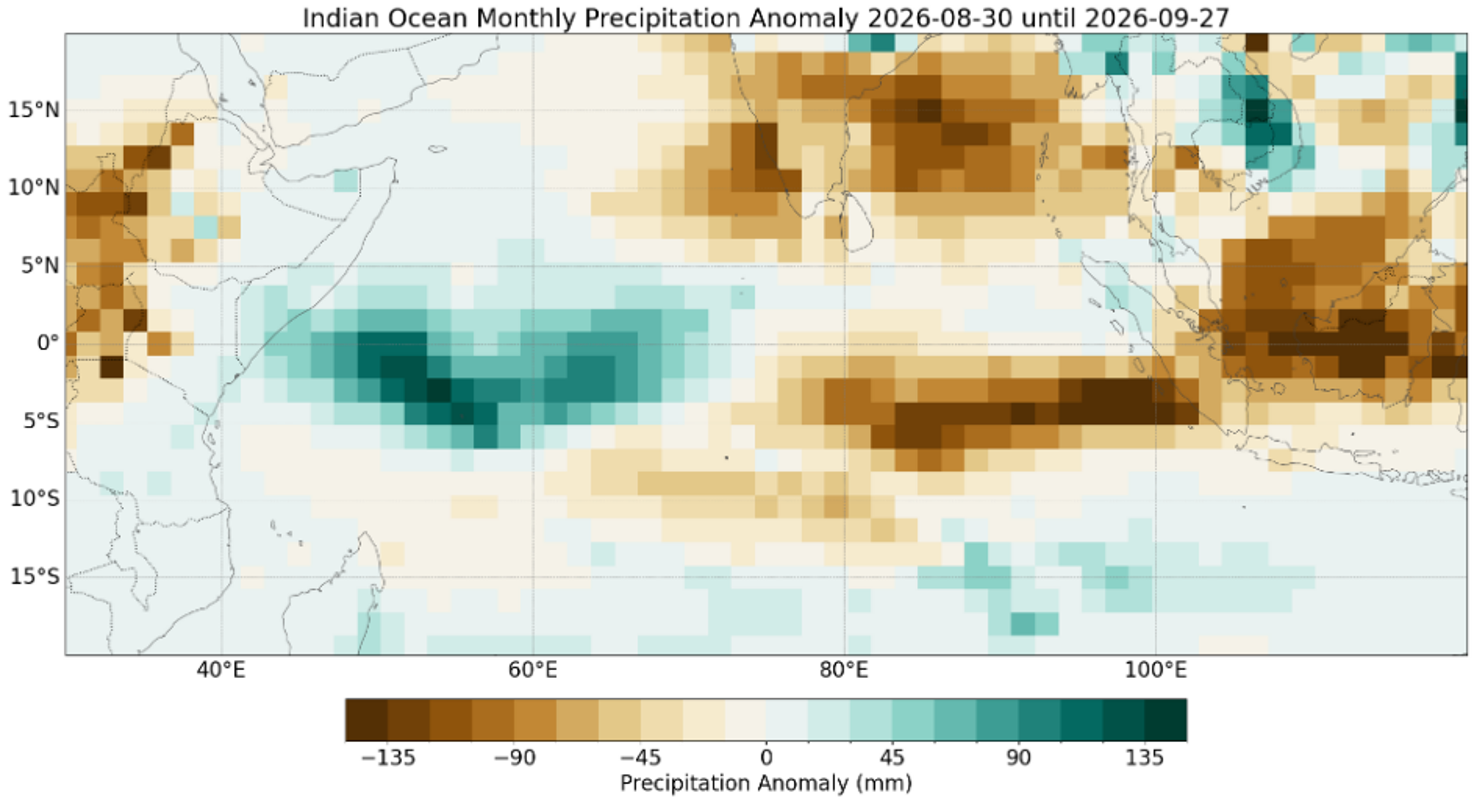 Indian Ocean Monthly Precipitation Anomaly 2026-08-30 until 2026-09-27
15°N
10°N
5°N
0°
5°S
10°S
15°S
40°E 60°E 80°E 100°E
−135 −90 −45 0 45 90 135
Precipitation Anomaly (mm)